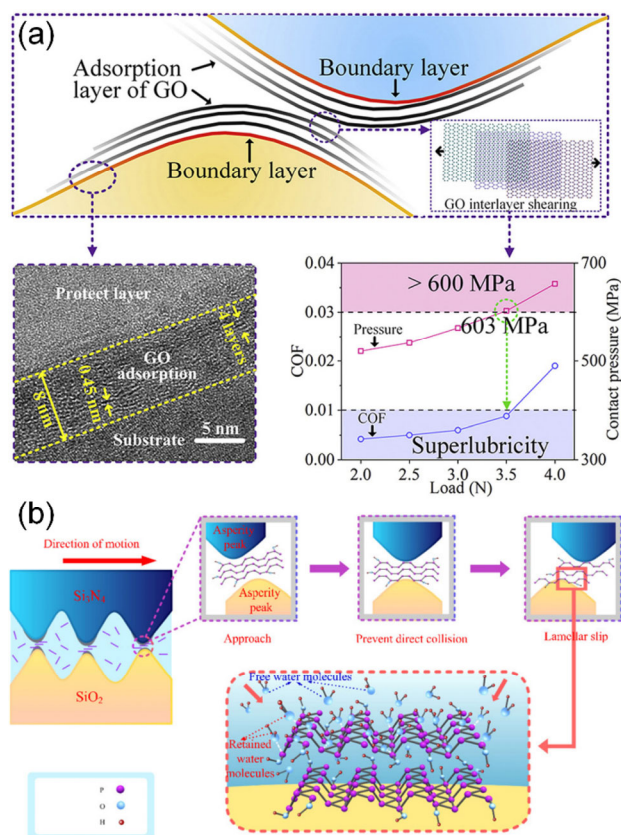 (a)
Adsorption
layer of GO
Boundary layer
Boundary layer
GO interlayer shearing
Protect layer
GO
adsorption
layers
0.45 nm
8 nm
Substrate
5 nm
0.04
0.03
0.02
0.01
0.00
COF
> 600 MPa
603 MPa
Pressure
COF
Superlubricity
700
600
500
400
300
Contact pressure (MPa)
2.0 2.5 3.0 3.5 4.0
Load (N)
(b)
Direction of motion
Si3N4
SiO2
Asperity
peak
Asperity
peak
Approach
Prevent direct collision
Lamellar slip
Free water molecules
Retained
water
molecules
P
O
H